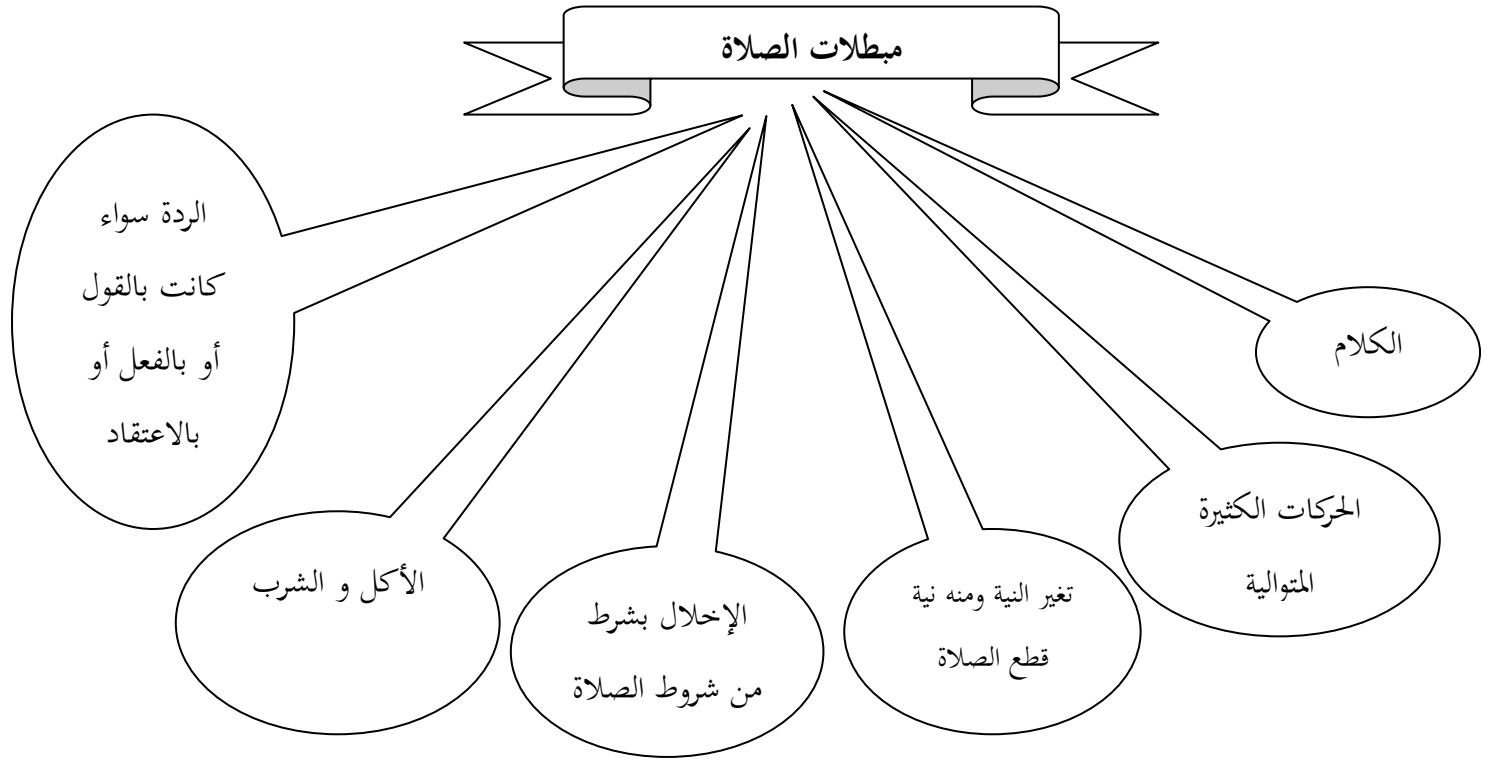 مبطلات الصلاة
الكلام
الحركات الكثيرة
المتوالية
تغير النية ومنه نية
قطع الصلاة
الإخلال بشرط
من شروط الصلاة
الأكل و الشرب
الردة سواء
كانت بالقول
أو بالفعل أو
بالاعتقاد